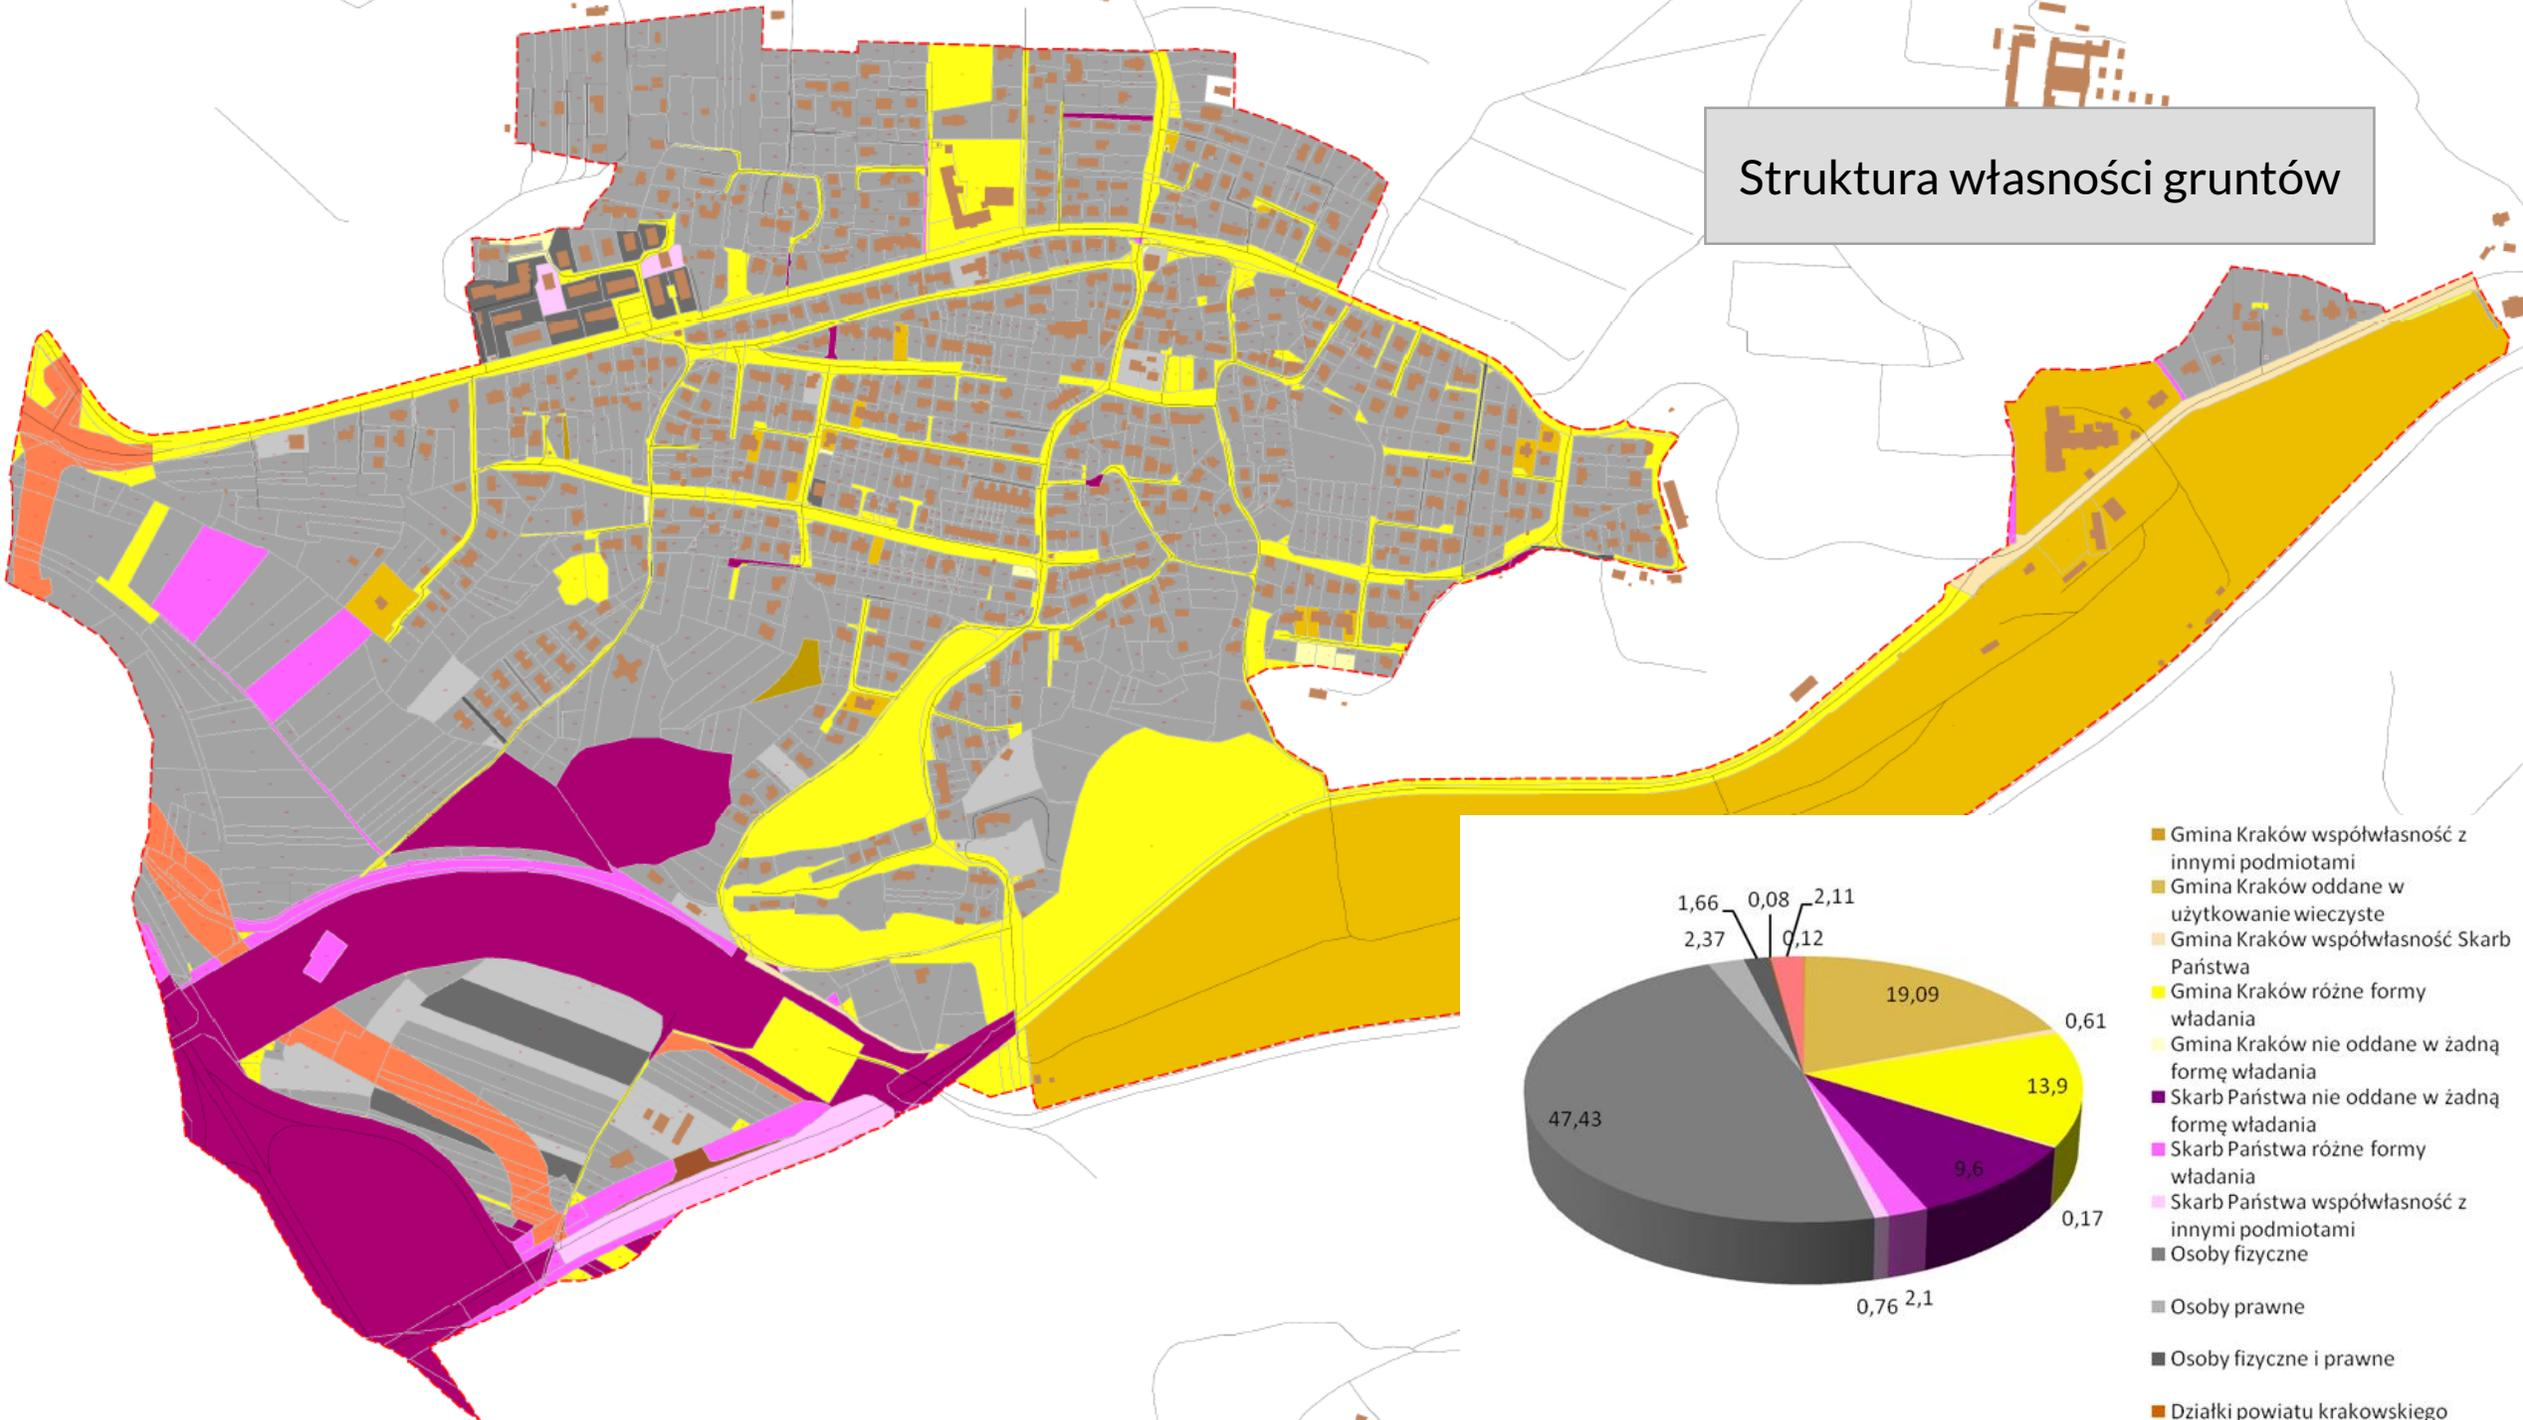 Struktura własności gruntów
Gmina Kraków współwłasność z
innymi podmiotami
Gmina Kraków oddane w
użytkowanie wieczyste
Gmina Kraków współwłasność Skarb
Państwa
Gmina Kraków różne formy
władania
Gmina Kraków nie oddane w żadną
formę władania
Skarb Państwa nie oddane w żadną
formę władania
Skarb Państwa różne formy
władania
Skarb Państwa współwłasność z
innymi podmiotami
Osoby fizyczne
Osoby prawne
Osoby fizyczne i prawne
Działki powiatu krakowskiego
1,66
0,08
2,11
2,37
0,12
19,09
0,61
13,9
47,43
9,6
0,17
0,76
2,1